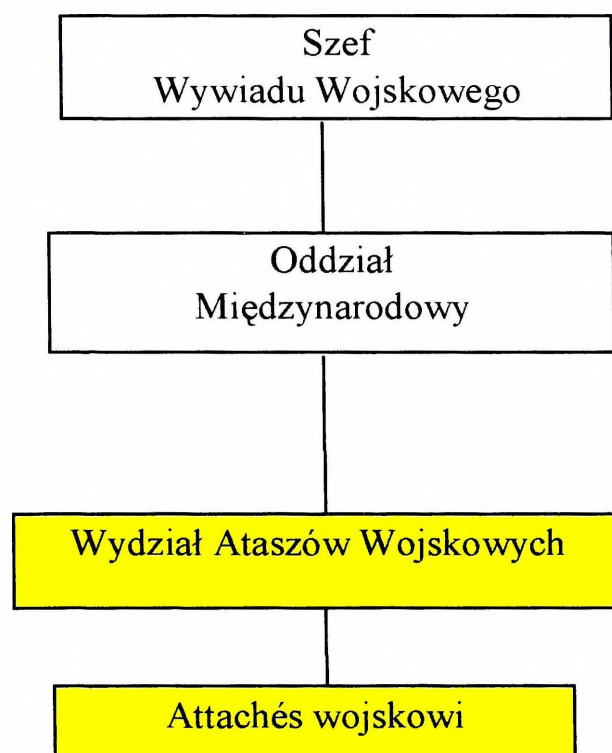 Szef
Wywiadu Wojskowego
Oddział
Międzynarodowy
Wydział Ataszów Wojskowych
Attachés wojskowi